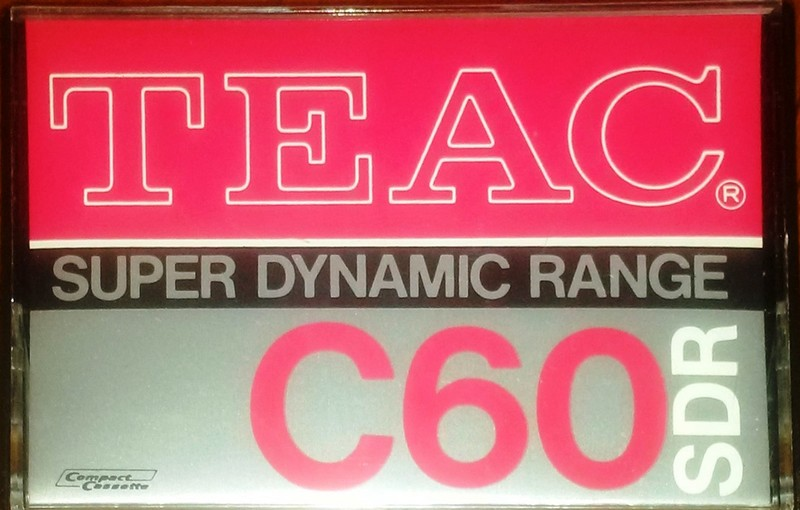 TEAC®
SUPER DYNAMIC RANGE
C60
SDR
Compact
Cassette